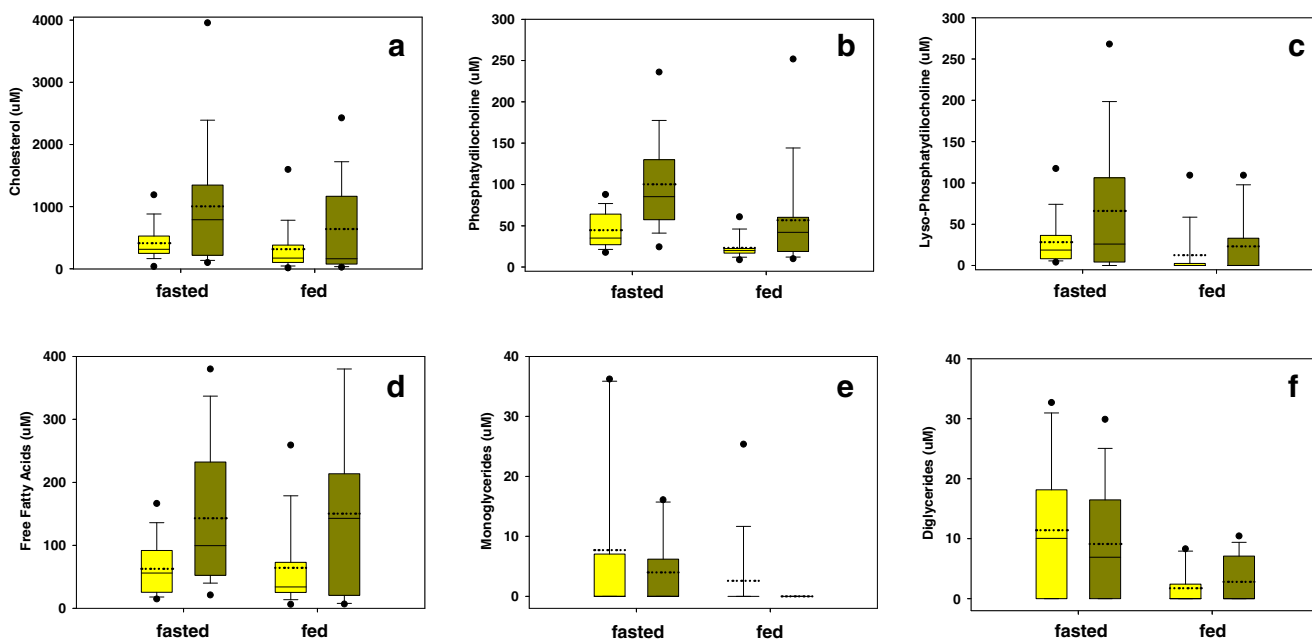 a
Cholesterol (uM)
4000
3000
2000
1000
0
fasted fed
b
Phosphatydilocholine (uM)
300
250
200
150
100
50
0
fasted fed
c
Lyso-Phosphatydilocholine (uM)
300
250
200
150
100
50
0
fasted fed
d
Free Fatty Acids (uM)
400
300
200
100
0
fasted fed
e
Monoglycerides (uM)
40
30
20
10
0
fasted fed
f
Diglycerides (uM)
40
30
20
10
0
fasted fed